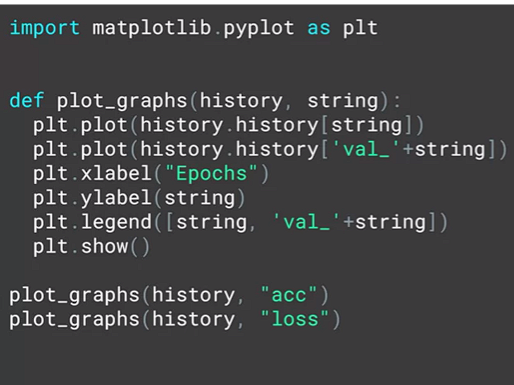 import matplotlib.pyplot as plt
def plot_graphs(history, string):
plt.plot(history.history[string])
plt.plot(history.history['val_'+string])
plt.xlabel("Epochs")
plt.ylabel(string)
plt.legend([string, 'val_'+string])
plt.show()
plot_graphs(history, "acc")
plot_graphs(history, "loss")